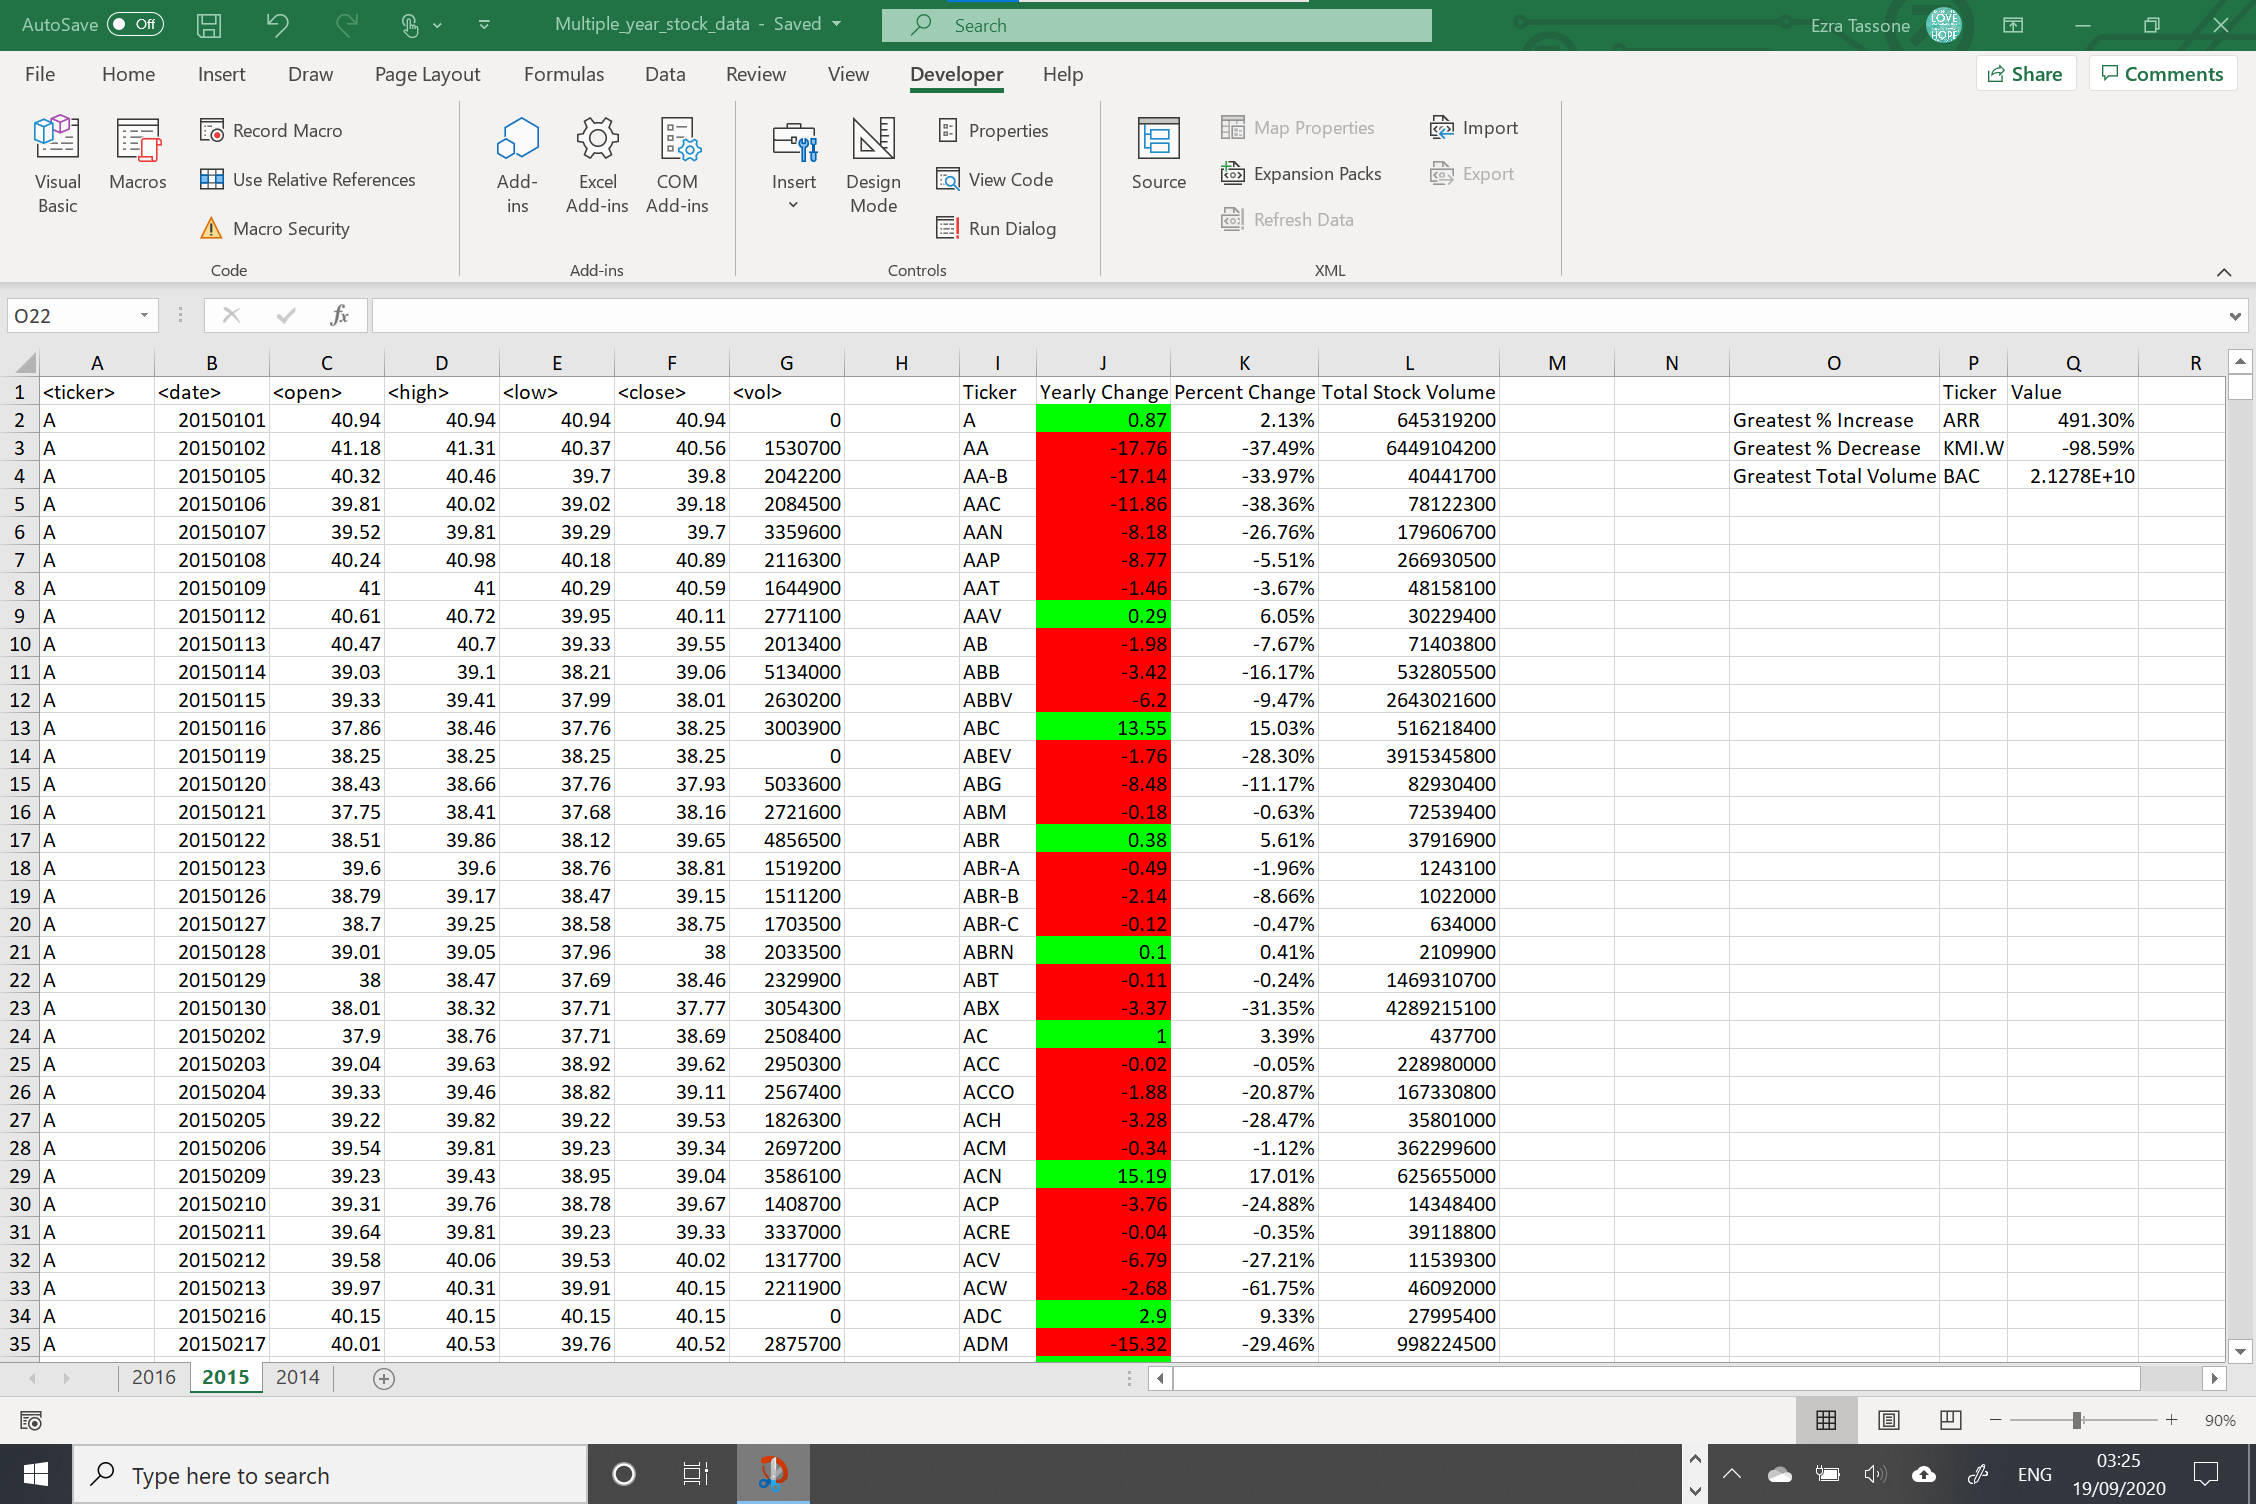 AutoSave Off Multiple_year_stock_data - Saved Search Ezra Tassone LOVE HOPE
File Home Insert Draw Page Layout Formulas Data Review View Developer Help Share Comments
Visual Basic Macros Record Macro Use Relative References Macro Security Code
Add-ins Excel Add-ins COM Add-ins Add-ins
Insert Design Mode Properties View Code Run Dialog Controls
Source Map Properties Expansion Packs Refresh Data Import Export XML
O22 fx
A B C D E F G H I J K L M N O P Q R
1 <ticker> <date> <open> <high> <low> <close> <vol> Ticker Yearly Change Percent Change Total Stock Volume Ticker Value
2 A 20150101 40.94 40.94 40.94 40.94 0 A 0.87 2.13% 645319200 Greatest % Increase ARR 491.30%
3 A 20150102 41.18 41.31 40.37 40.56 1530700 AA -17.76 -37.49% 6449104200 Greatest % Decrease KMI.W -98.59%
4 A 20150105 40.32 40.46 39.7 39.8 2042200 AA-B -17.14 -33.97% 40441700 Greatest Total Volume BAC 2.1278E+10
5 A 20150106 39.81 40.02 39.02 39.18 2084500 AAC -11.86 -38.36% 78122300
6 A 20150107 39.52 39.81 39.29 39.7 3359600 AAN -8.18 -26.76% 179606700
7 A 20150108 40.24 40.98 40.18 40.89 2116300 AAP -8.77 -5.51% 266930500
8 A 20150109 41 41 40.29 40.59 1644900 AAT -1.46 -3.67% 48158100
9 A 20150112 40.61 40.72 39.95 40.11 2771100 AAV 0.29 6.05% 30229400
10 A 20150113 40.47 40.7 39.33 39.55 2013400 AB -1.98 -7.67% 71403800
11 A 20150114 39.03 39.1 38.21 39.06 5134000 ABB -3.42 -16.17% 532805500
12 A 20150115 39.33 39.41 37.99 38.01 2630200 ABBV -6.2 -9.47% 2643021600
13 A 20150116 37.86 38.46 37.76 38.25 3003900 ABC 13.55 15.03% 516218400
14 A 20150119 38.25 38.25 38.25 38.25 0 ABEV -1.76 -28.30% 3915345800
15 A 20150120 38.43 38.66 37.76 37.93 5033600 ABG -8.48 -11.17% 82930400
16 A 20150121 37.75 38.41 37.68 38.16 2721600 ABM -0.18 -0.63% 72539400
17 A 20150122 38.51 39.86 38.12 39.65 4856500 ABR 0.38 5.61% 37916900
18 A 20150123 39.6 39.6 38.76 38.81 1519200 ABR-A -0.49 -1.96% 1243100
19 A 20150126 38.79 39.17 38.47 39.15 1511200 ABR-B -2.14 -8.66% 1022000
20 A 20150127 38.7 39.25 38.58 38.75 1703500 ABR-C -0.12 -0.47% 634000
21 A 20150128 39.01 39.05 37.96 38 2033500 ABRN 0.1 0.41% 2109900
22 A 20150129 38 38.47 37.69 38.46 2329900 ABT -0.11 -0.24% 1469310700
23 A 20150130 38.01 38.32 37.71 37.77 3054300 ABX -3.37 -31.35% 4289215100
24 A 20150202 37.9 38.76 37.71 38.69 2508400 AC 1 3.39% 437700
25 A 20150203 39.04 39.63 38.92 39.62 2950300 ACC -0.02 -0.05% 228980000
26 A 20150204 39.33 39.46 38.82 39.11 2567400 ACCO -1.88 -20.87% 167330800
27 A 20150205 39.22 39.82 39.22 39.53 1826300 ACH -3.28 -28.47% 35801000
28 A 20150206 39.54 39.81 39.23 39.34 2697200 ACM -0.34 -1.12% 362299600
29 A 20150209 39.23 39.43 38.95 39.04 3586100 ACN 15.19 17.01% 625655000
30 A 20150210 39.31 39.76 38.78 39.67 1408700 ACP -3.76 -24.88% 14348400
31 A 20150211 39.64 39.81 39.23 39.33 3337000 ACRE -0.04 -0.35% 39118800
32 A 20150212 39.58 40.06 39.53 40.02 1317700 ACV -6.79 -27.21% 11539300
33 A 20150213 39.97 40.31 39.91 40.15 2211900 ACW -2.68 -61.75% 46092000
34 A 20150216 40.15 40.15 40.15 40.15 0 ADC 2.9 9.33% 27995400
35 A 20150217 40.01 40.53 39.76 40.52 2875700 ADM -15.32 -29.46% 998224500
2016 2015 2014
90%
Type here to search ENG 03:25
19/09/2020